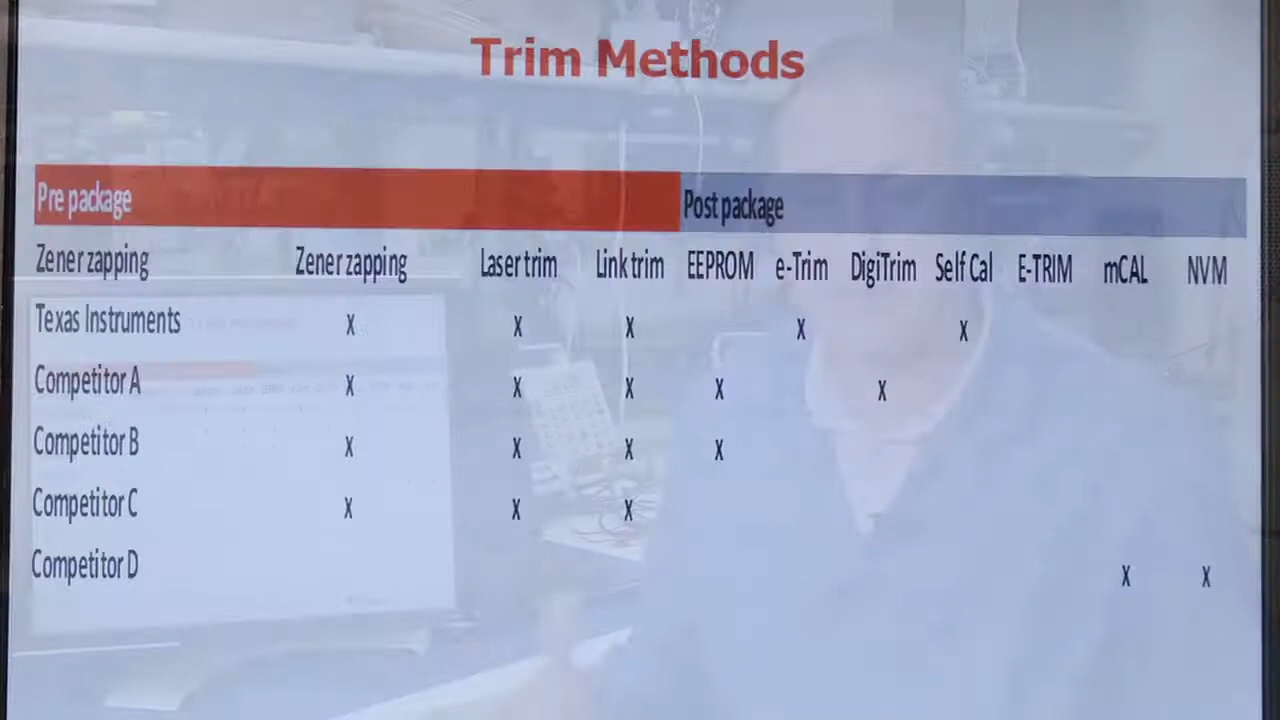 Trim Methods
Pre package Post package
Zener zapping Zener zapping Laser trim Link trim EEPROM e-Trim DigiTrim Self Cal E-TRIM mCAL NVM
Texas Instruments X X X X X
Competitor A X X X X X
Competitor B X X X X
Competitor C X X X
Competitor D X X